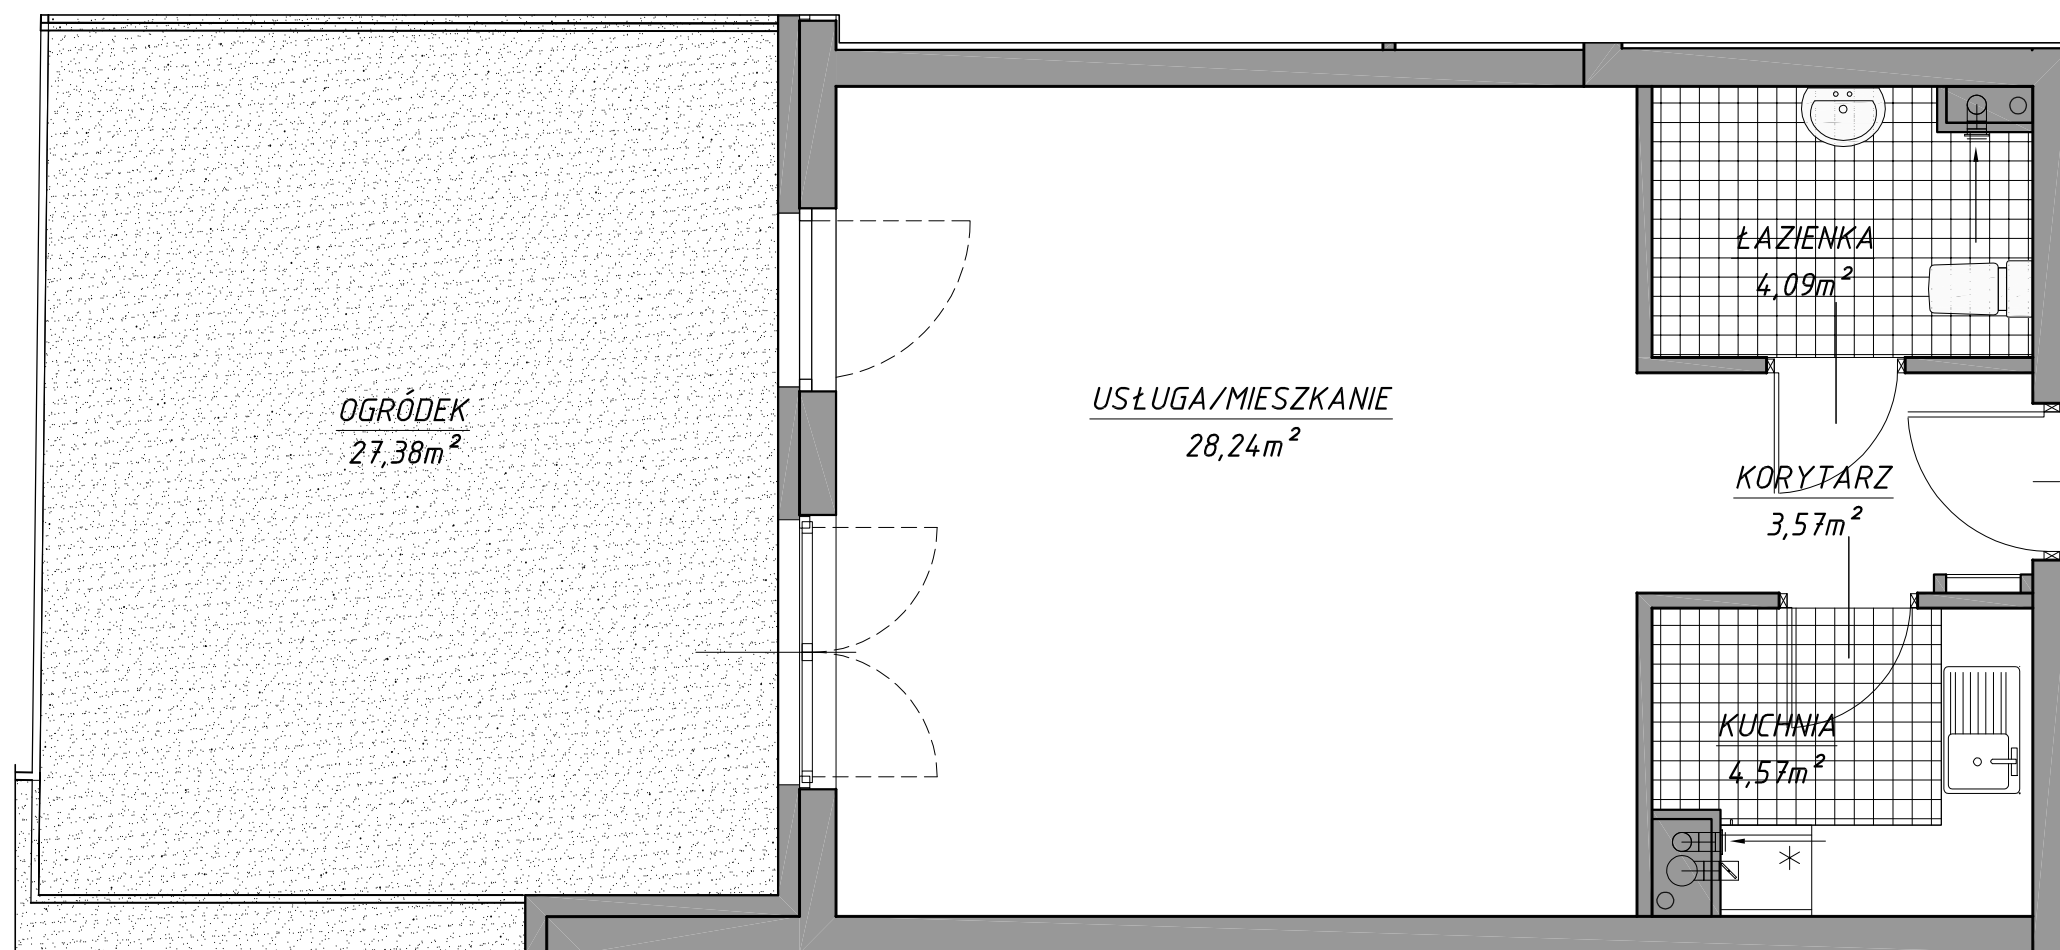 OGRÓDEK
27,38m²
USŁUGA/MIESZKANIE
28,24m²
ŁAZIENKA
4,09m²
KORYTARZ
3,57m²
KUCHNIA
4,57m²